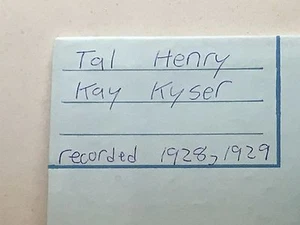 Tal Henry
Kay Kyser
recorded 1928, 1929